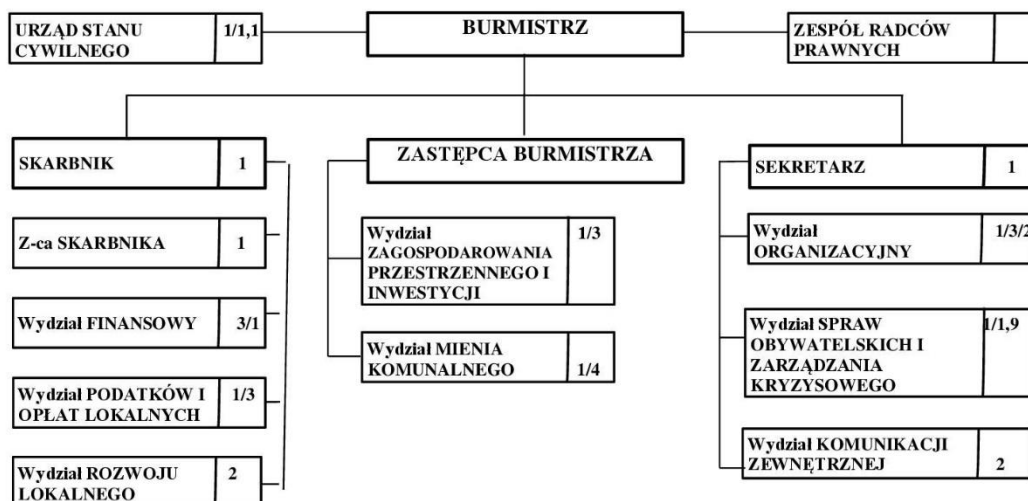 URZĄD STANU CYWILNEGO 1/1,1
BURMISTRZ
ZESPÓŁ RADCÓW PRAWNYCH
SKARBNIK 1
ZASTĘPCA BURMISTRZA
SEKRETARZ 1
Z-ca SKARBNIKA 1
Wydział 1/3
ZAGOSPODAROWANIA
PRZESTRZENNEGO I
INWESTYCJI
Wydział 1/3/2
ORGANIZACYJNY
Wydział FINANSOWY 3/1
Wydział MIENIA
KOMUNALNEGO 1/4
Wydział SPRAW 1/1,9
OBYWATELSKICH I
ZARZĄDZANIA
KRYZYSOWEGO
Wydział PODATKÓW I 1/3
OPŁAT LOKALNYCH
Wydział KOMUNIKACJI
ZEWNĘTRZNEJ 2
Wydział ROZWOJU 2
LOKALNEGO